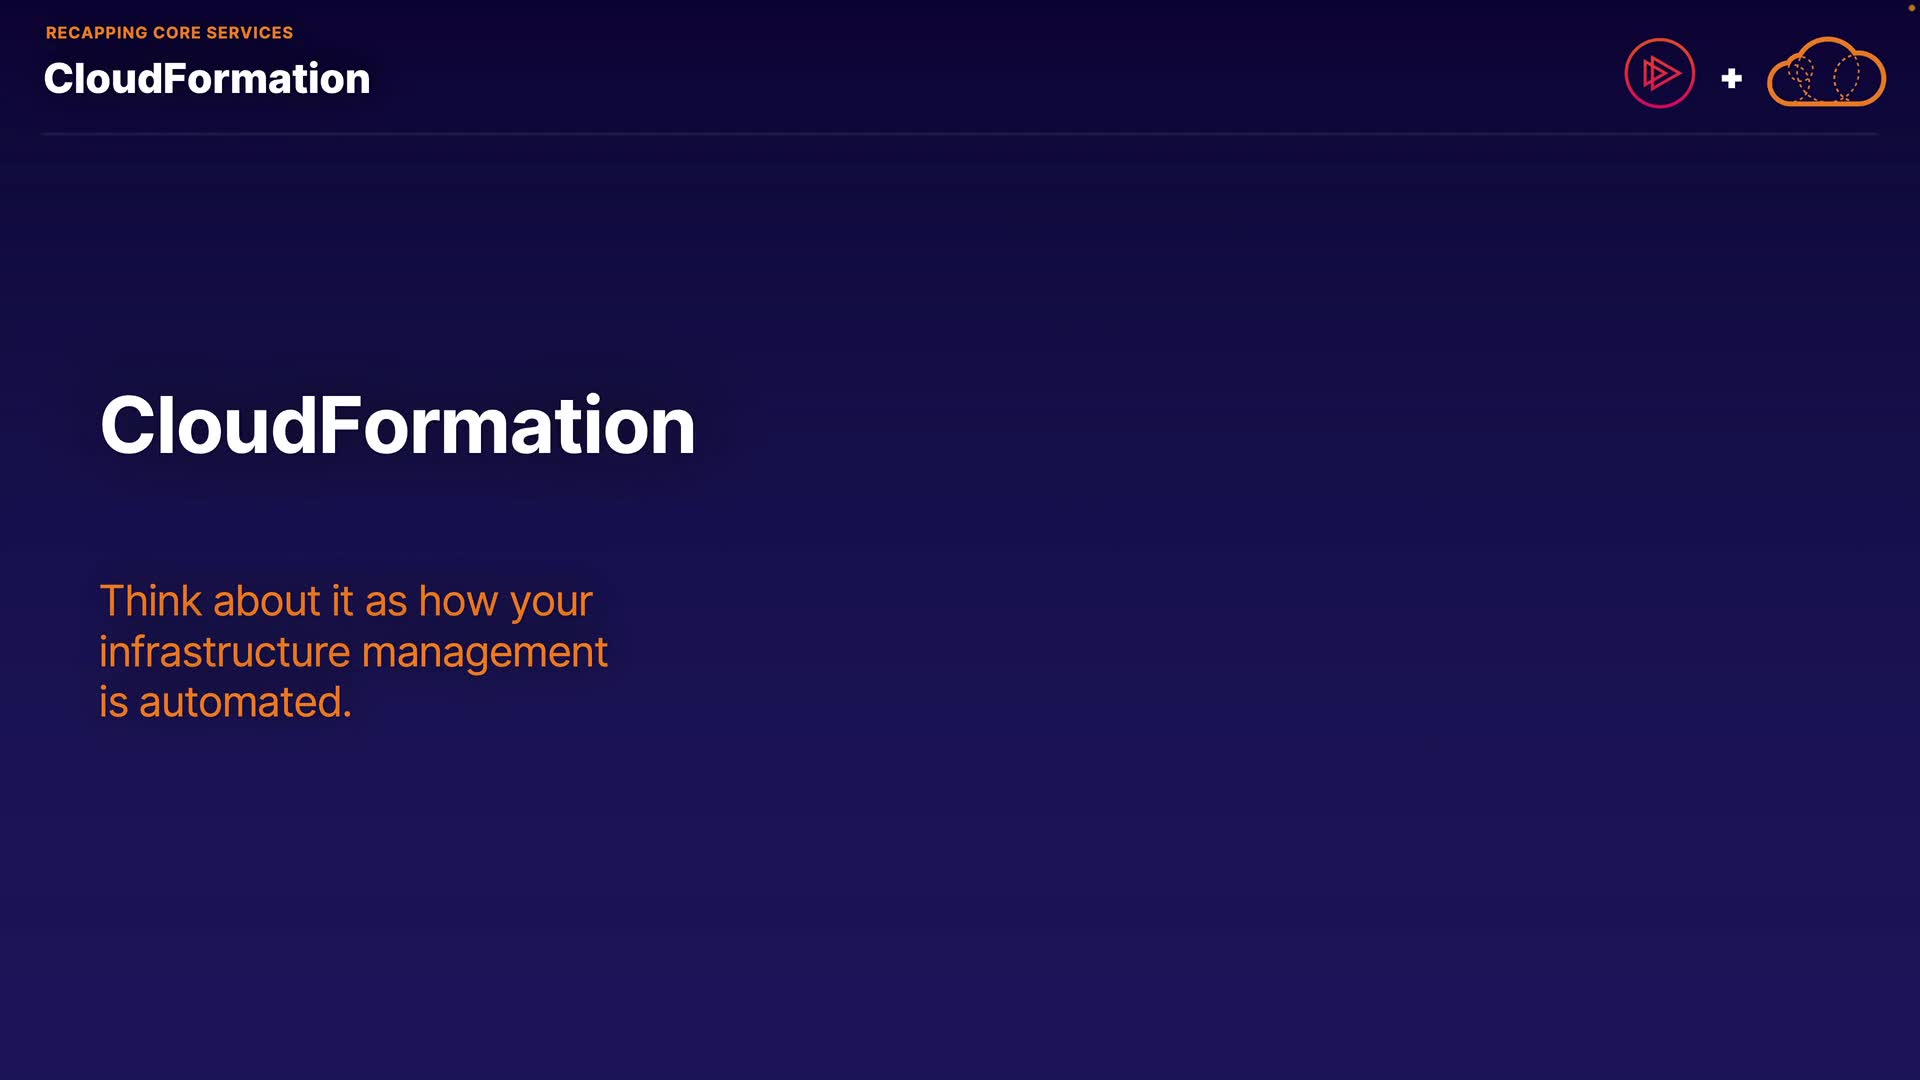 RECAPPING CORE SERVICES
CloudFormation
+
CloudFormation
Think about it as how your
infrastructure management
is automated.